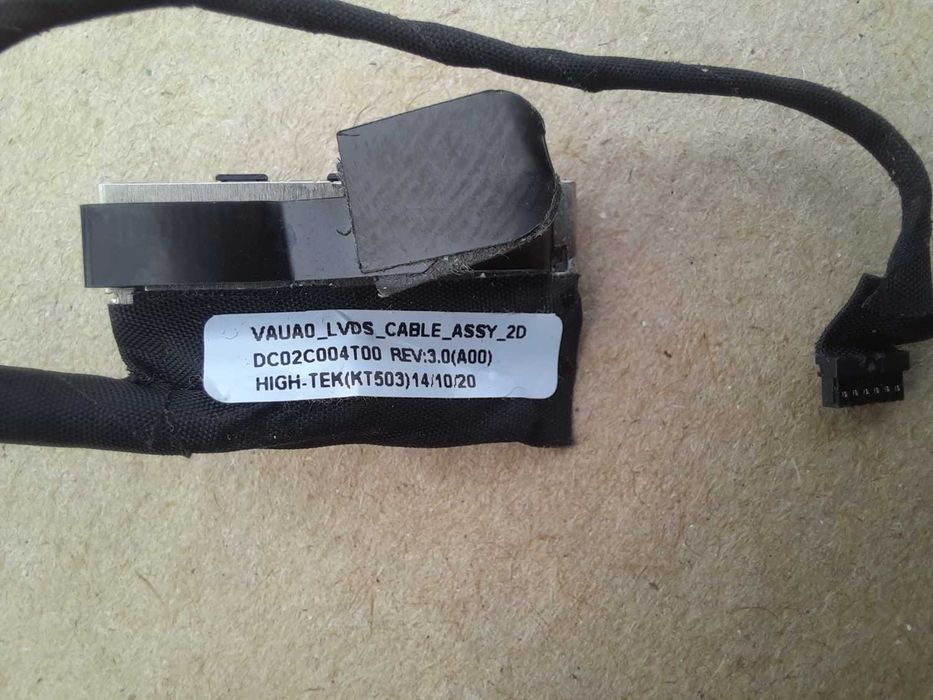 VAUA0_LVDS_CABLE_ASSY_2D
DC02C004T00 REV:3.0(A00)
HIGH-TEK(KT503)14/10/20